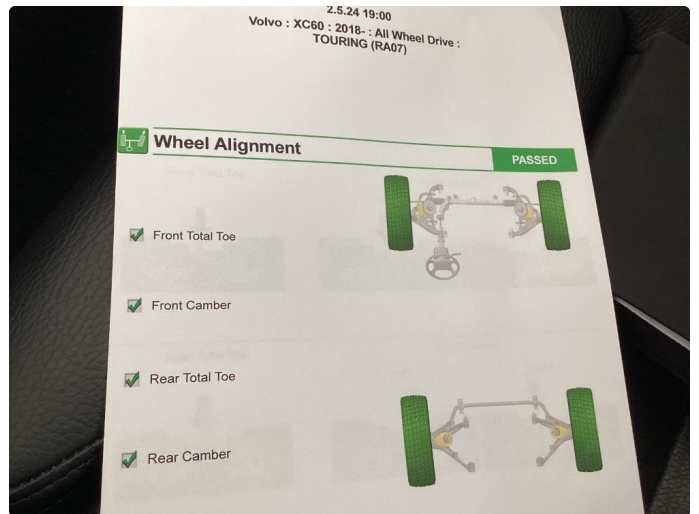 2.5.24 19:00
Volvo : XC60 : 2018- : All Wheel Drive :
TOURING (RA07)
Wheel Alignment
PASSED
Front Total Toe
Front Camber
Rear Total Toe
Rear Camber